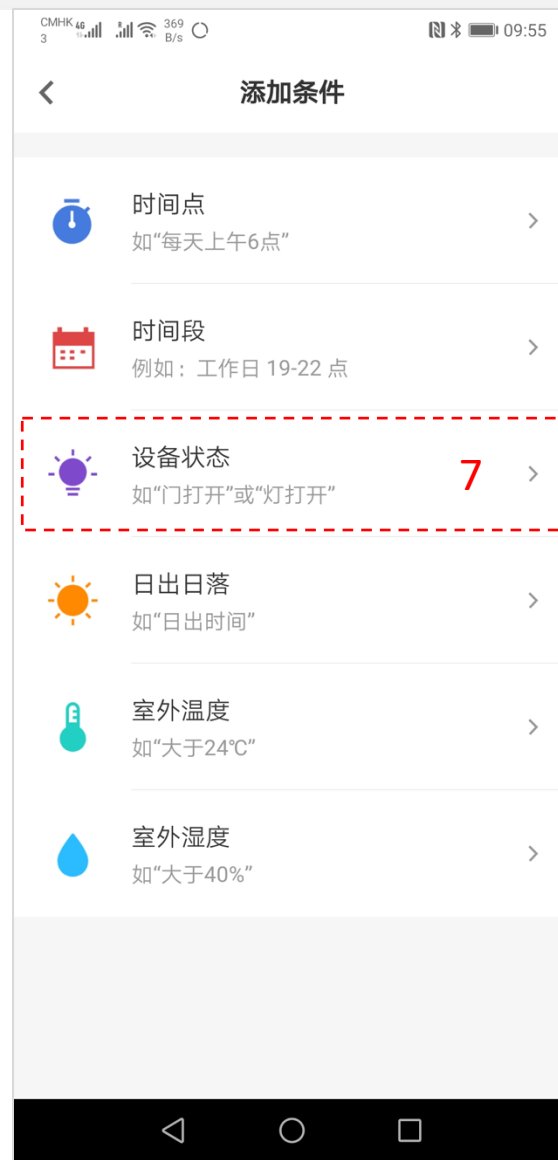 CMHK 4G 369 09:55
3 B/s
添加条件
时间点
如“每天上午6点”
时间段
例如：工作日 19-22 点
设备状态
如“门打开”或“灯打开”
7
日出日落
如“日出时间”
室外温度
如“大于24℃”
室外湿度
如“大于40%”